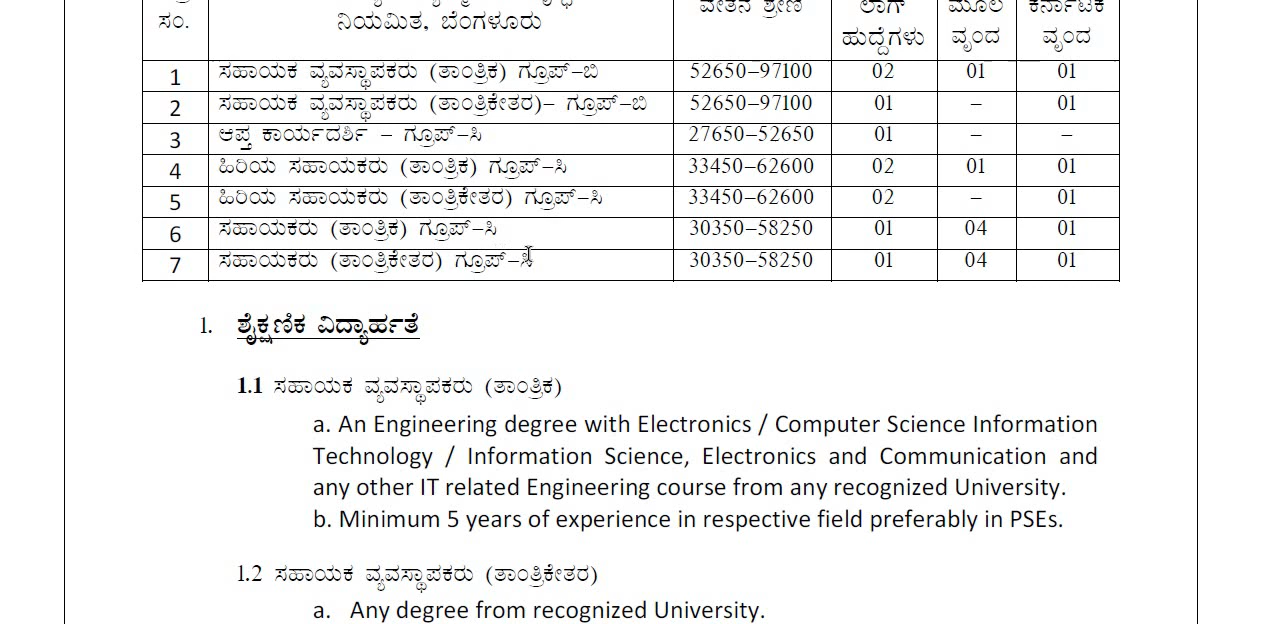 ಸಂ. ನಿಯಮಿತ, ಬೆಂಗಳೂರು ವೇತನ ಶ್ರೇಣಿ ಲಾಗ್ ಮೂಲ ಕರ್ನಾಟಕ
ಹುದ್ದೆಗಳು ವೃಂದ ವೃಂದ
1 ಸಹಾಯಕ ವ್ಯವಸ್ಥಾಪಕರು (ತಾಂತ್ರಿಕ) ಗ್ರೂಪ್-ಬಿ 52650-97100 02 01 01
2 ಸಹಾಯಕ ವ್ಯವಸ್ಥಾಪಕರು (ತಾಂತ್ರಿಕೇತರ)- ಗ್ರೂಪ್-ಬಿ 52650-97100 01 - 01
3 ಆಪ್ತ ಕಾರ್ಯದರ್ಶಿ - ಗ್ರೂಪ್-ಸಿ 27650-52650 01 - -
4 ಹಿರಿಯ ಸಹಾಯಕರು (ತಾಂತ್ರಿಕ) ಗ್ರೂಪ್-ಸಿ 33450-62600 02 01 01
5 ಹಿರಿಯ ಸಹಾಯಕರು (ತಾಂತ್ರಿಕೇತರ) ಗ್ರೂಪ್-ಸಿ 33450-62600 02 - 01
6 ಸಹಾಯಕರು (ತಾಂತ್ರಿಕ) ಗ್ರೂಪ್-ಸಿ 30350-58250 01 04 01
7 ಸಹಾಯಕರು (ತಾಂತ್ರಿಕೇತರ) ಗ್ರೂಪ್-ಸಿ 30350-58250 01 04 01
1. ಶೈಕ್ಷಣಿಕ ವಿದ್ಯಾರ್ಹತೆ
1.1 ಸಹಾಯಕ ವ್ಯವಸ್ಥಾಪಕರು (ತಾಂತ್ರಿಕ)
a. An Engineering degree with Electronics / Computer Science Information
Technology / Information Science, Electronics and Communication and
any other IT related Engineering course from any recognized University.
b. Minimum 5 years of experience in respective field preferably in PSEs.
1.2 ಸಹಾಯಕ ವ್ಯವಸ್ಥಾಪಕರು (ತಾಂತ್ರಿಕೇತರ)
a. Any degree from recognized University.